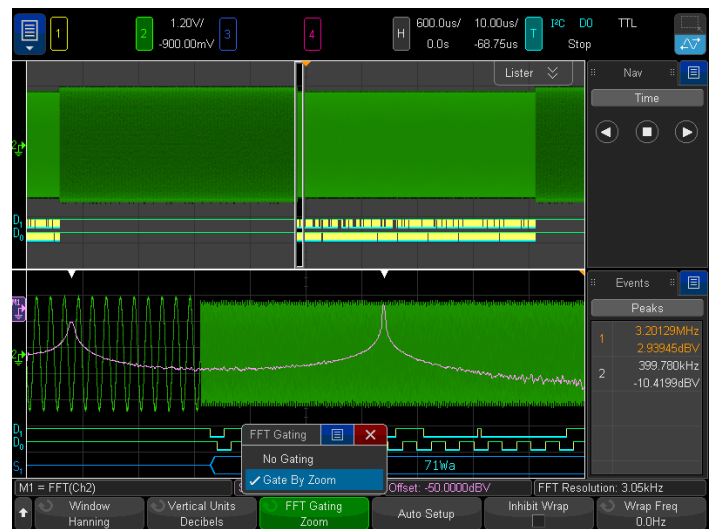 1
2
1.20V/
-900.00mV
3
4
H
600.0us/
0.0s
10.00us/
-68.75us
T
I²C D0 TTL
Stop
Lister
Nav
Time
2
D1
D0
M1
2
D1
D0
S1
71Wa
Events
Peaks
1
3.20129MHz
2.93945dBV
2
399.780kHz
-10.4199dBV
FFT Gating
No Gating
Gate By Zoom
M1 = FFT(Ch2)
Offset: -50.0000dBV
FFT Resolution: 3.05kHz
Window
Hanning
Vertical Units
Decibels
FFT Gating
Zoom
Auto Setup
Inhibit Wrap
Wrap Freq
0.0Hz